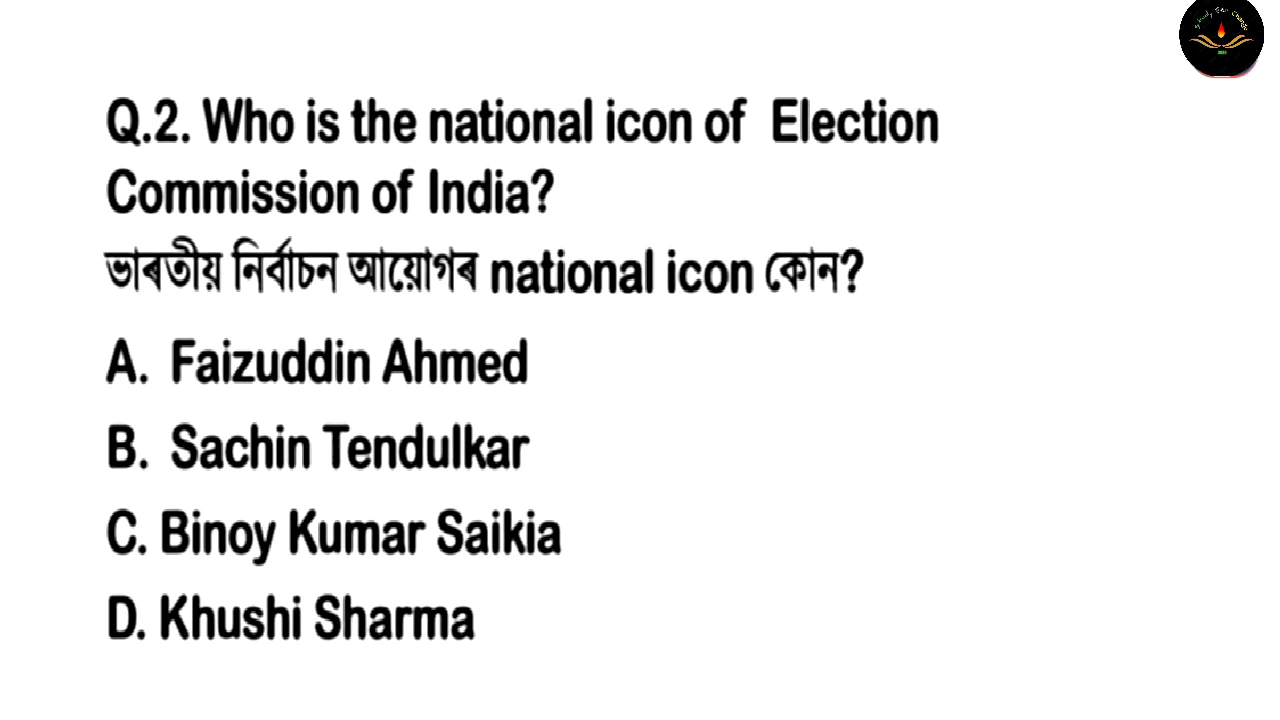 Q.2. Who is the national icon of Election
Commission of India?
ভাৰতীয় নিৰ্বাচন আয়োগৰ national icon কোন?
A. Faizuddin Ahmed
B. Sachin Tendulkar
C. Binoy Kumar Saikia
D. Khushi Sharma